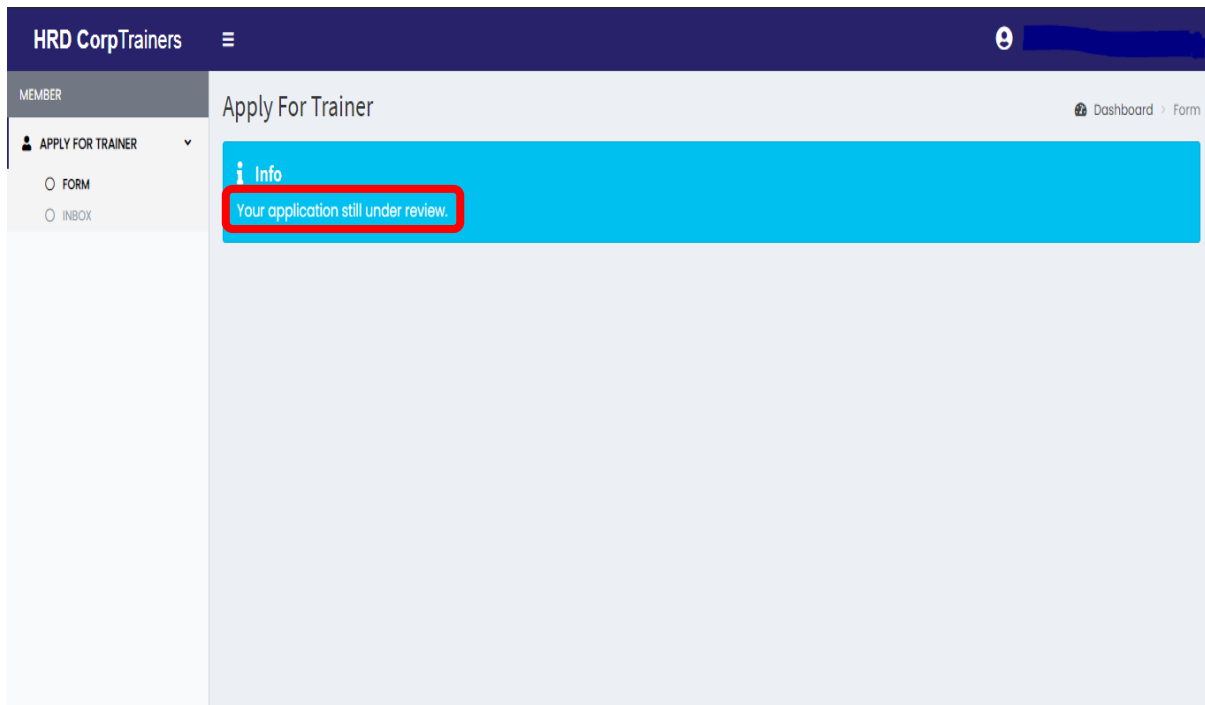 HRD CorpTrainers
MEMBER
APPLY FOR TRAINER
FORM
INBOX
Apply For Trainer
Dashboard > Form
Info
Your application still under review.